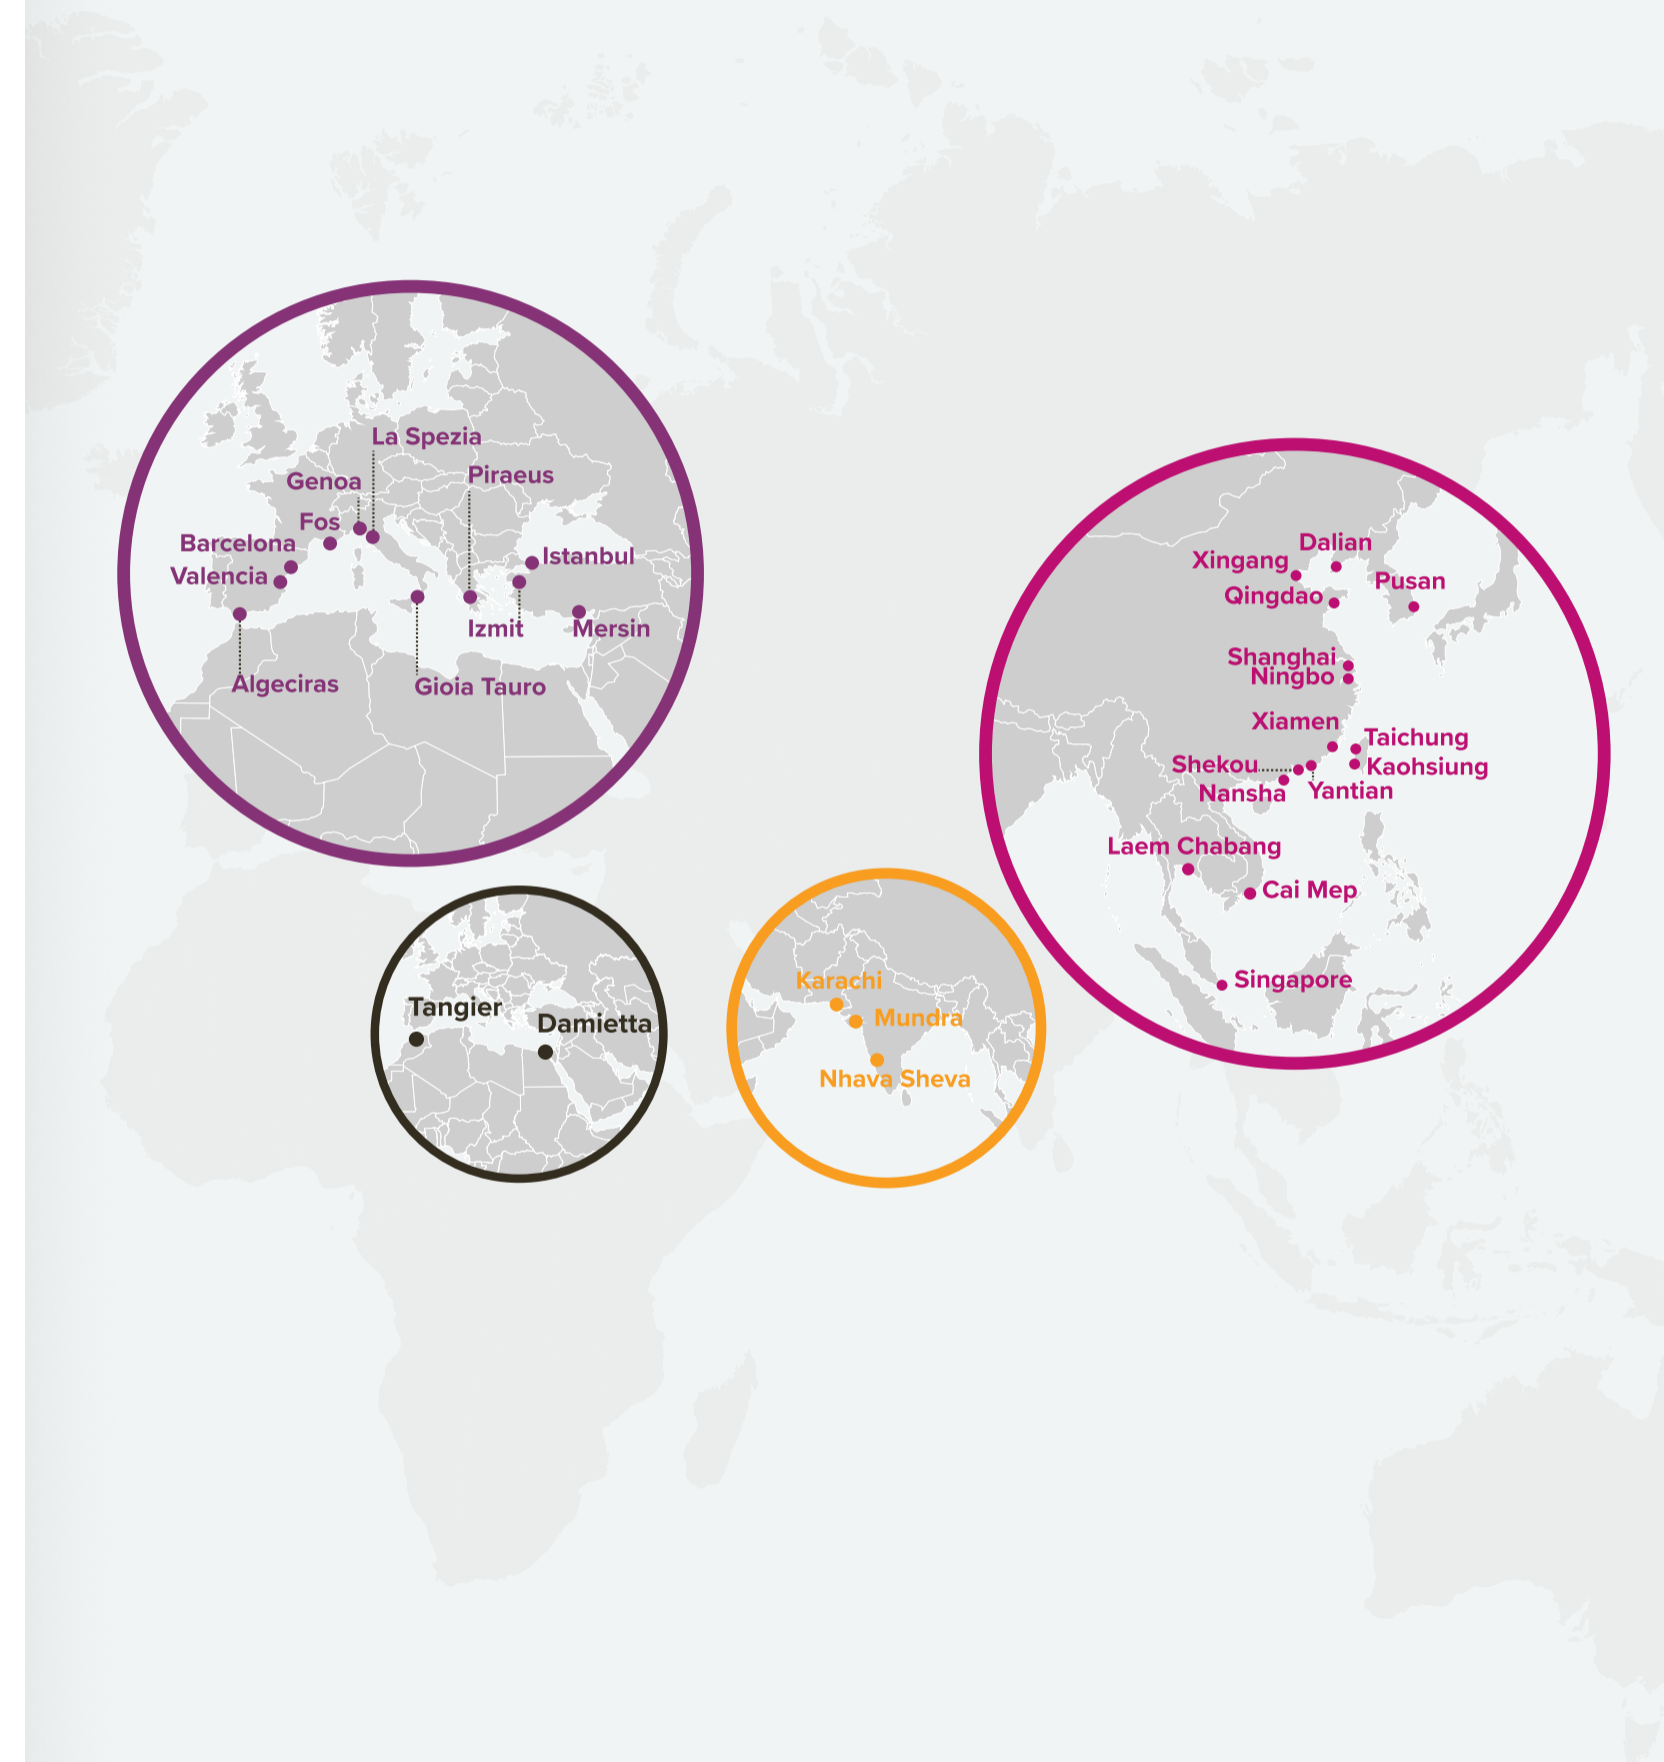 La Spezia
Genoa
Piraeus
Fos
Barcelona
Istanbul
Valencia
Izmit
Mersin
Algeciras
Gioia Tauro
Tangier
Damietta
Karachi
Mundra
Nhava Sheva
Dalian
Xingang
Pusan
Qingdao
Shanghai
Ningbo
Xiamen
Taichung
Shekou
Kaohsiung
Nansha
Yantian
Laem Chabang
Cai Mep
Singapore